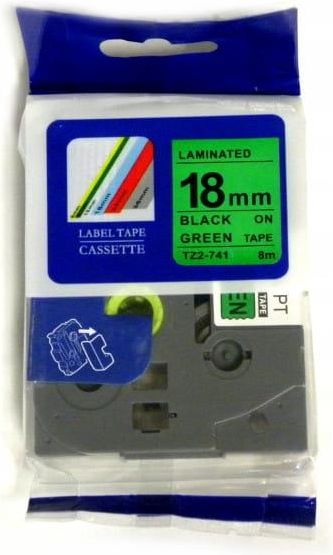 LAMINATED
18mm
BLACK ON
GREEN TAPE
TZ2-741 8m
LABEL TAPE
CASSETTE
PT
TAPE